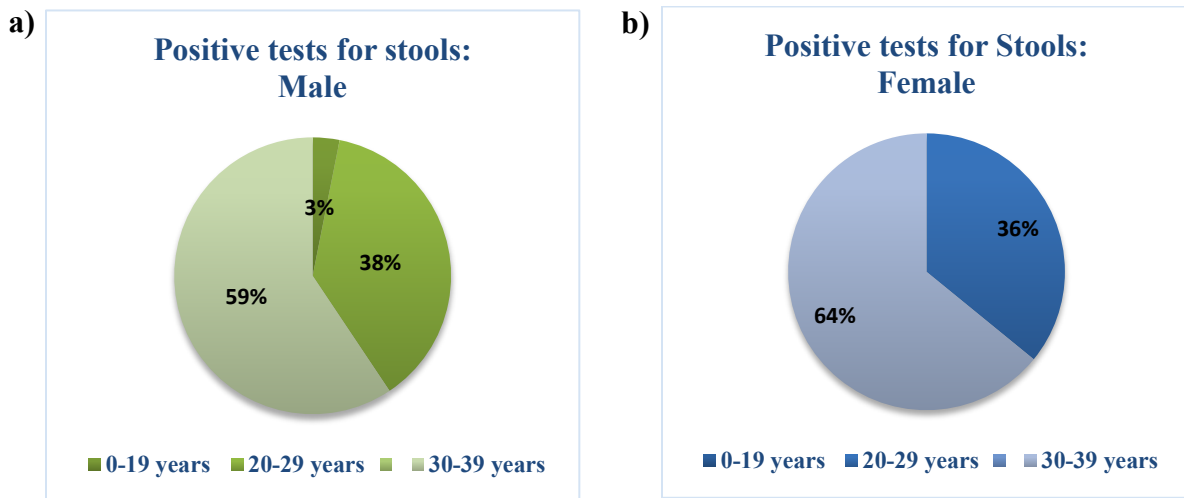 a)
Positive tests for stools:
Male
3%
38%
59%
0-19 years 20-29 years 30-39 years
b)
Positive tests for Stools:
Female
36%
64%
0-19 years 20-29 years 30-39 years